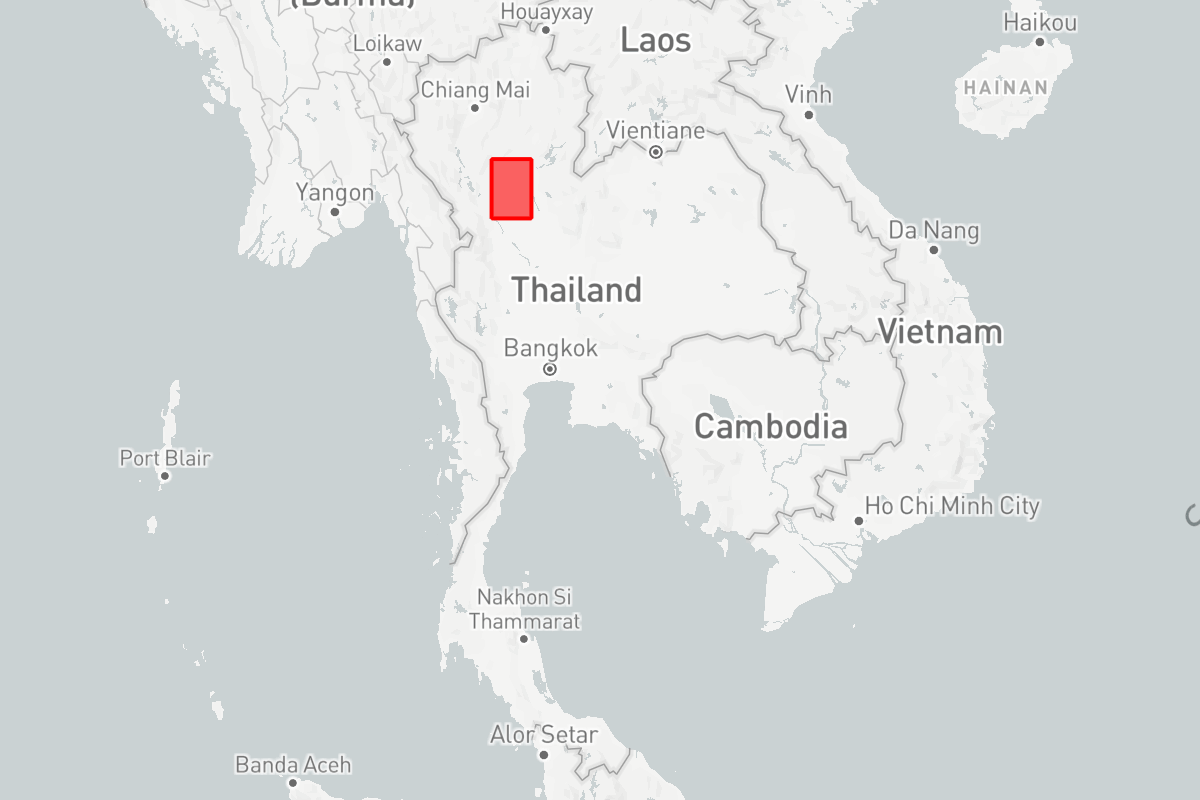 (Burma)
Houayxay
Haikou
Loikaw
Laos
HAINAN
Chiang Mai
Vinh
Vientiane
Yangon
Da Nang
Thailand
Vietnam
Bangkok
Cambodia
Port Blair
Ho Chi Minh City
Nakhon Si
Thammarat
Alor Setar
Banda Aceh